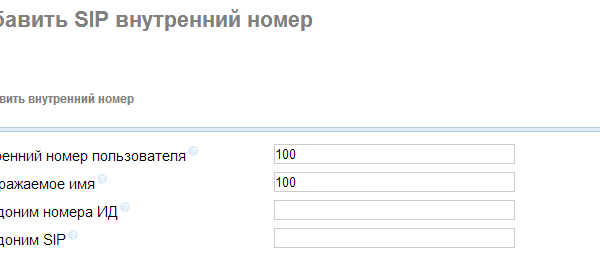 бавить SIP внутренний номер
вить внутренний номер
ренний номер пользователя ? 100
ражаемое имя ? 100
доним номера ИД ?
доним SIP ?